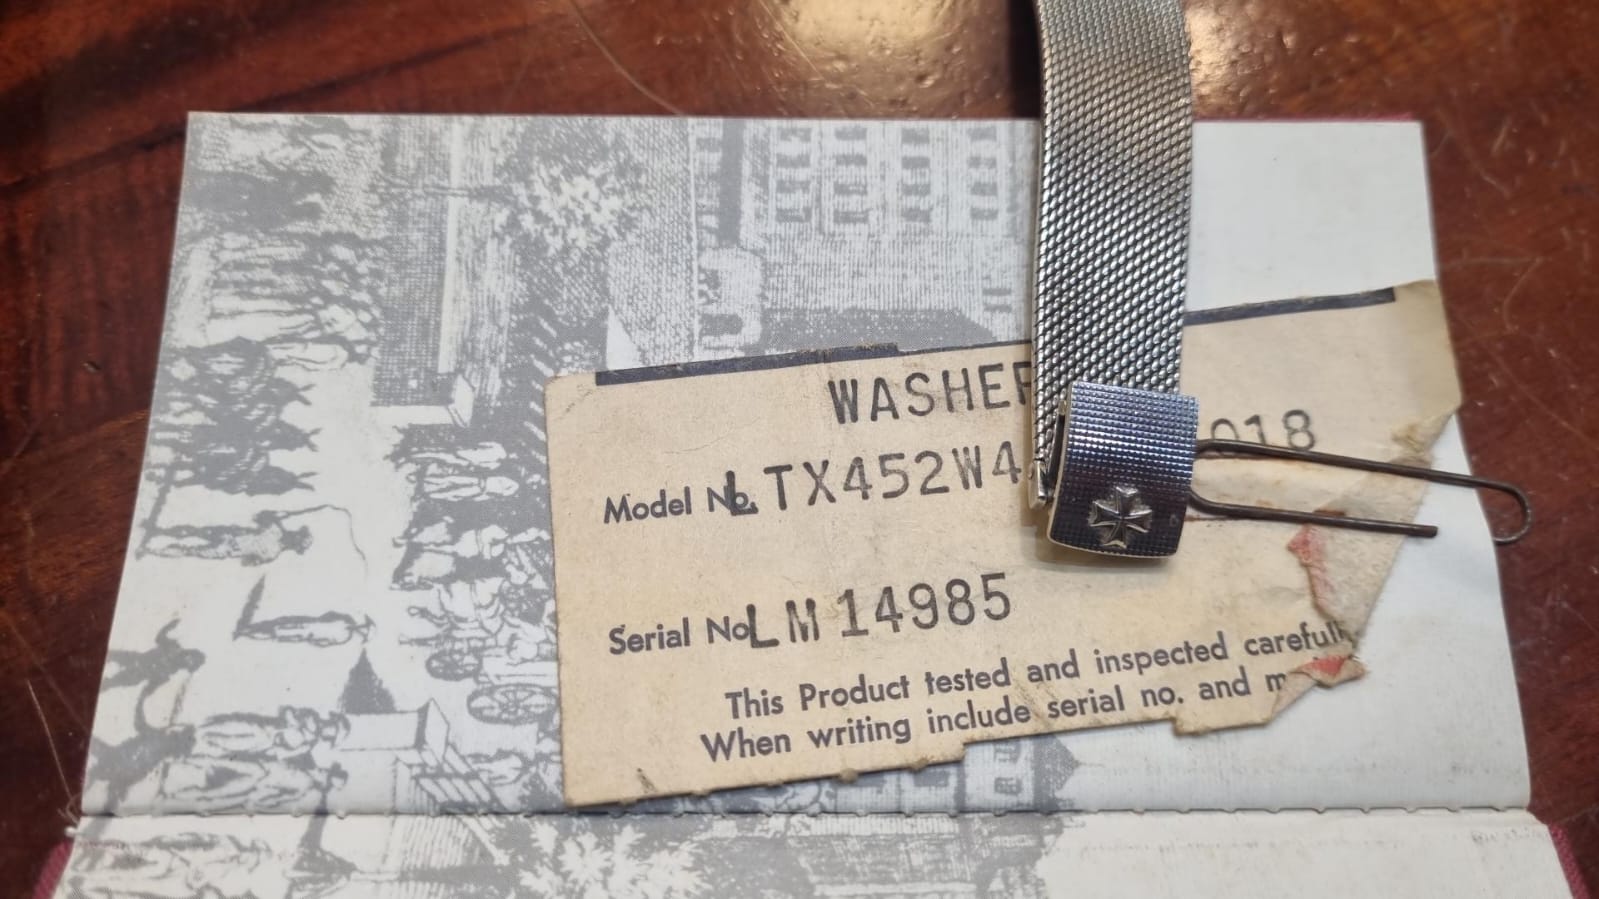 WASHER
Model No. LTX452W4 018
Serial No. LM 14985
This Product tested and inspected carefull
When writing include serial no. and m